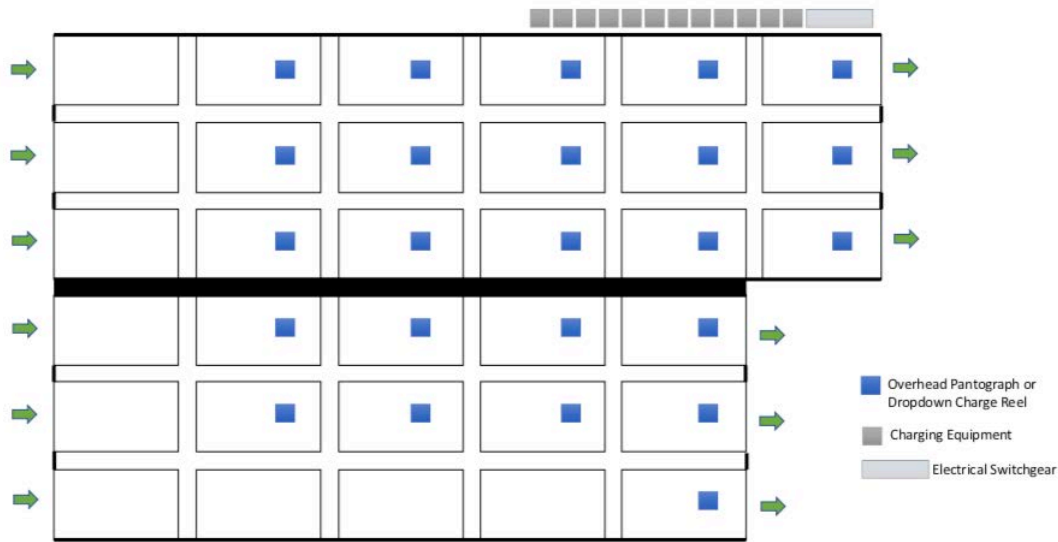 Overhead Pantograph or
Dropdown Charge Reel
Charging Equipment
Electrical Switchgear